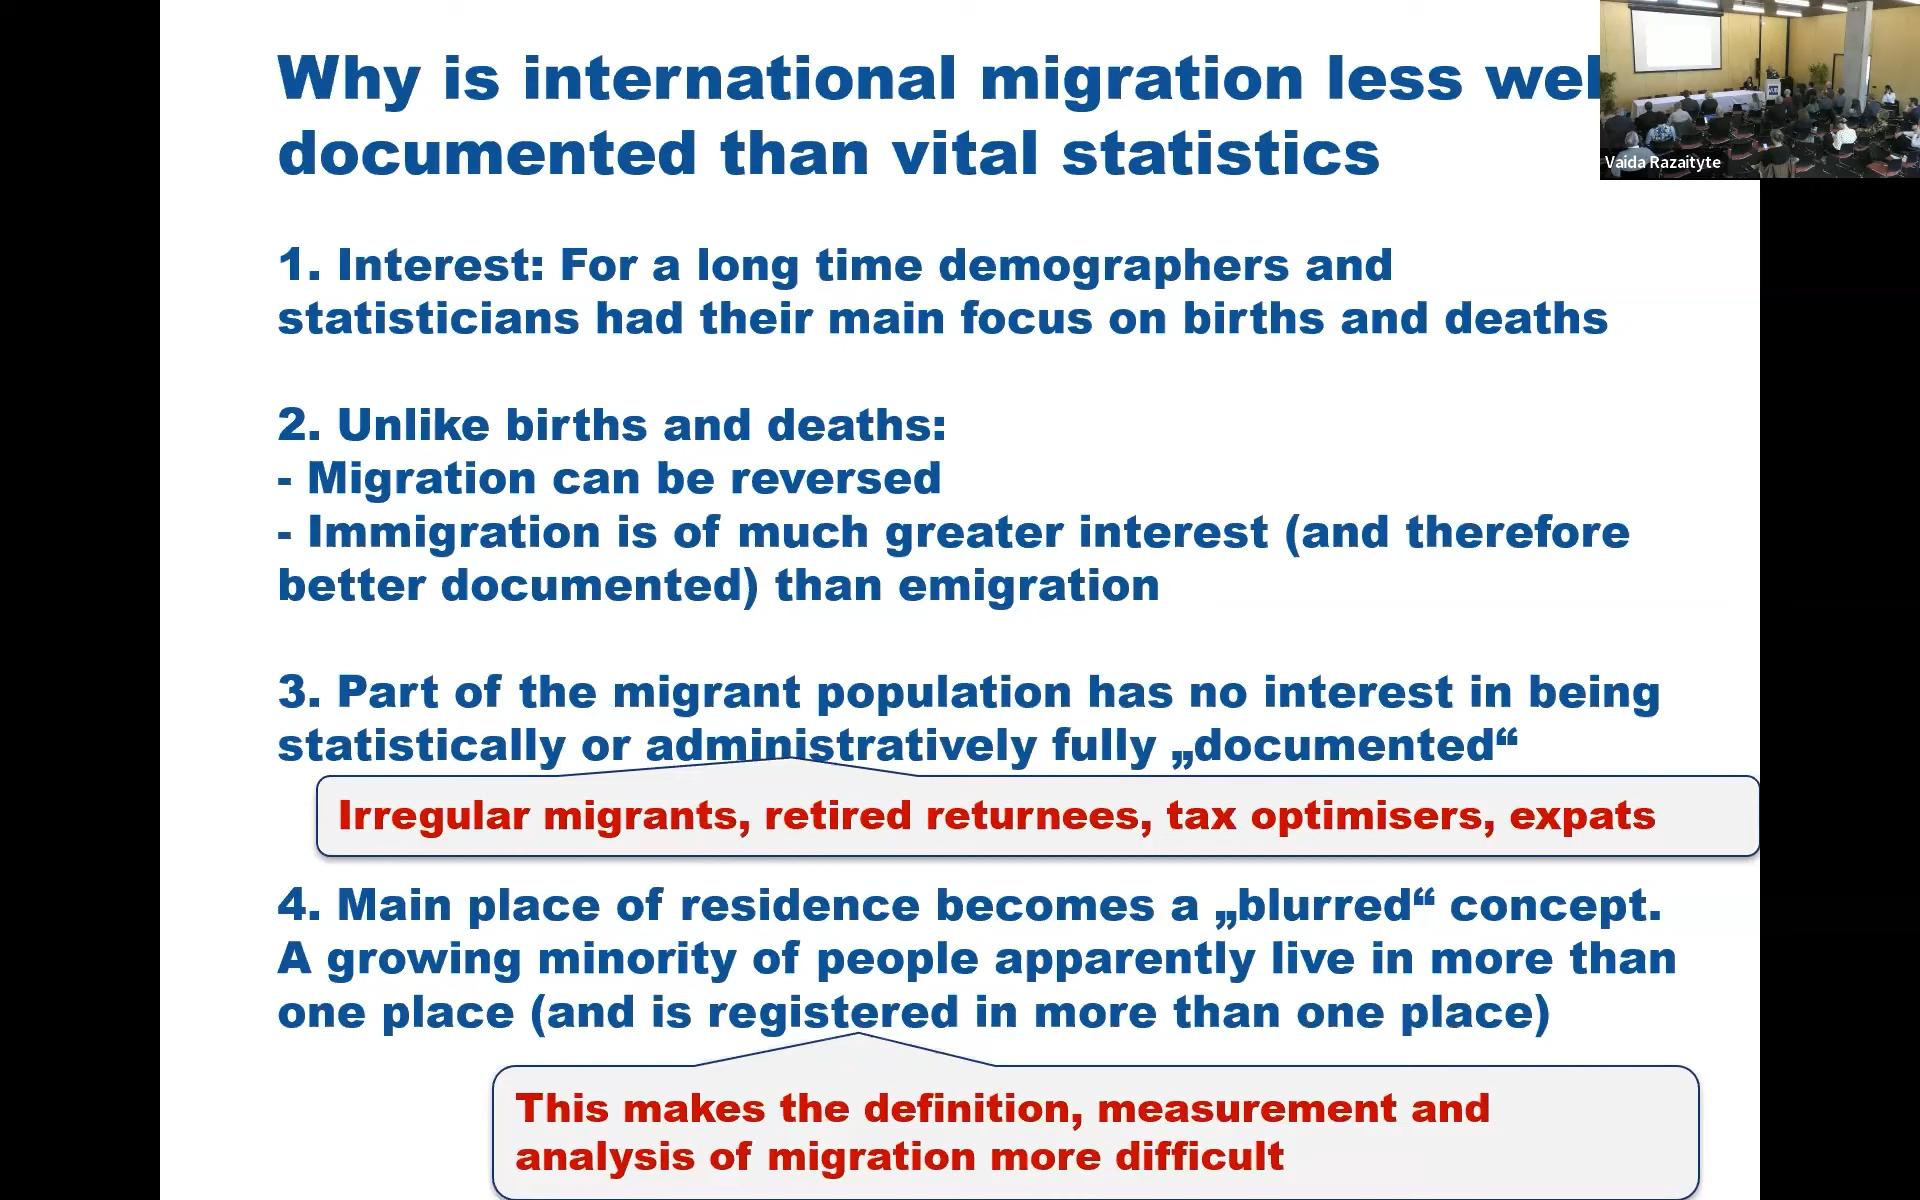 Why is international migration less wel
documented than vital statistics
Vaida Razaityte
1. Interest: For a long time demographers and
statisticians had their main focus on births and deaths
2. Unlike births and deaths:
- Migration can be reversed
- Immigration is of much greater interest (and therefore
better documented) than emigration
3. Part of the migrant population has no interest in being
statistically or administratively fully „documented“
Irregular migrants, retired returnees, tax optimisers, expats
4. Main place of residence becomes a „blurred“ concept.
A growing minority of people apparently live in more than
one place (and is registered in more than one place)
This makes the definition, measurement and
analysis of migration more difficult